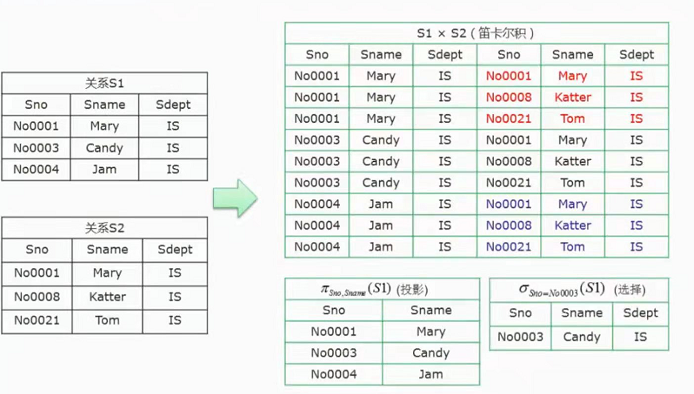 关系S1
Sno Sname Sdept
No0001 Mary IS
No0003 Candy IS
No0004 Jam IS
关系S2
Sno Sname Sdept
No0001 Mary IS
No0008 Katter IS
No0021 Tom IS
S1 × S2 ( 笛卡尔积 )
Sno Sname Sdept Sno Sname Sdept
No0001 Mary IS No0001 Mary IS
No0001 Mary IS No0008 Katter IS
No0001 Mary IS No0021 Tom IS
No0003 Candy IS No0001 Mary IS
No0003 Candy IS No0008 Katter IS
No0003 Candy IS No0021 Tom IS
No0004 Jam IS No0001 Mary IS
No0004 Jam IS No0008 Katter IS
No0004 Jam IS No0021 Tom IS
π Sno,Sname (S1) (投影)
Sno Sname
No0001 Mary
No0003 Candy
No0004 Jam
σ Sno=No0003 (S1) (选择)
Sno Sname Sdept
No0003 Candy IS